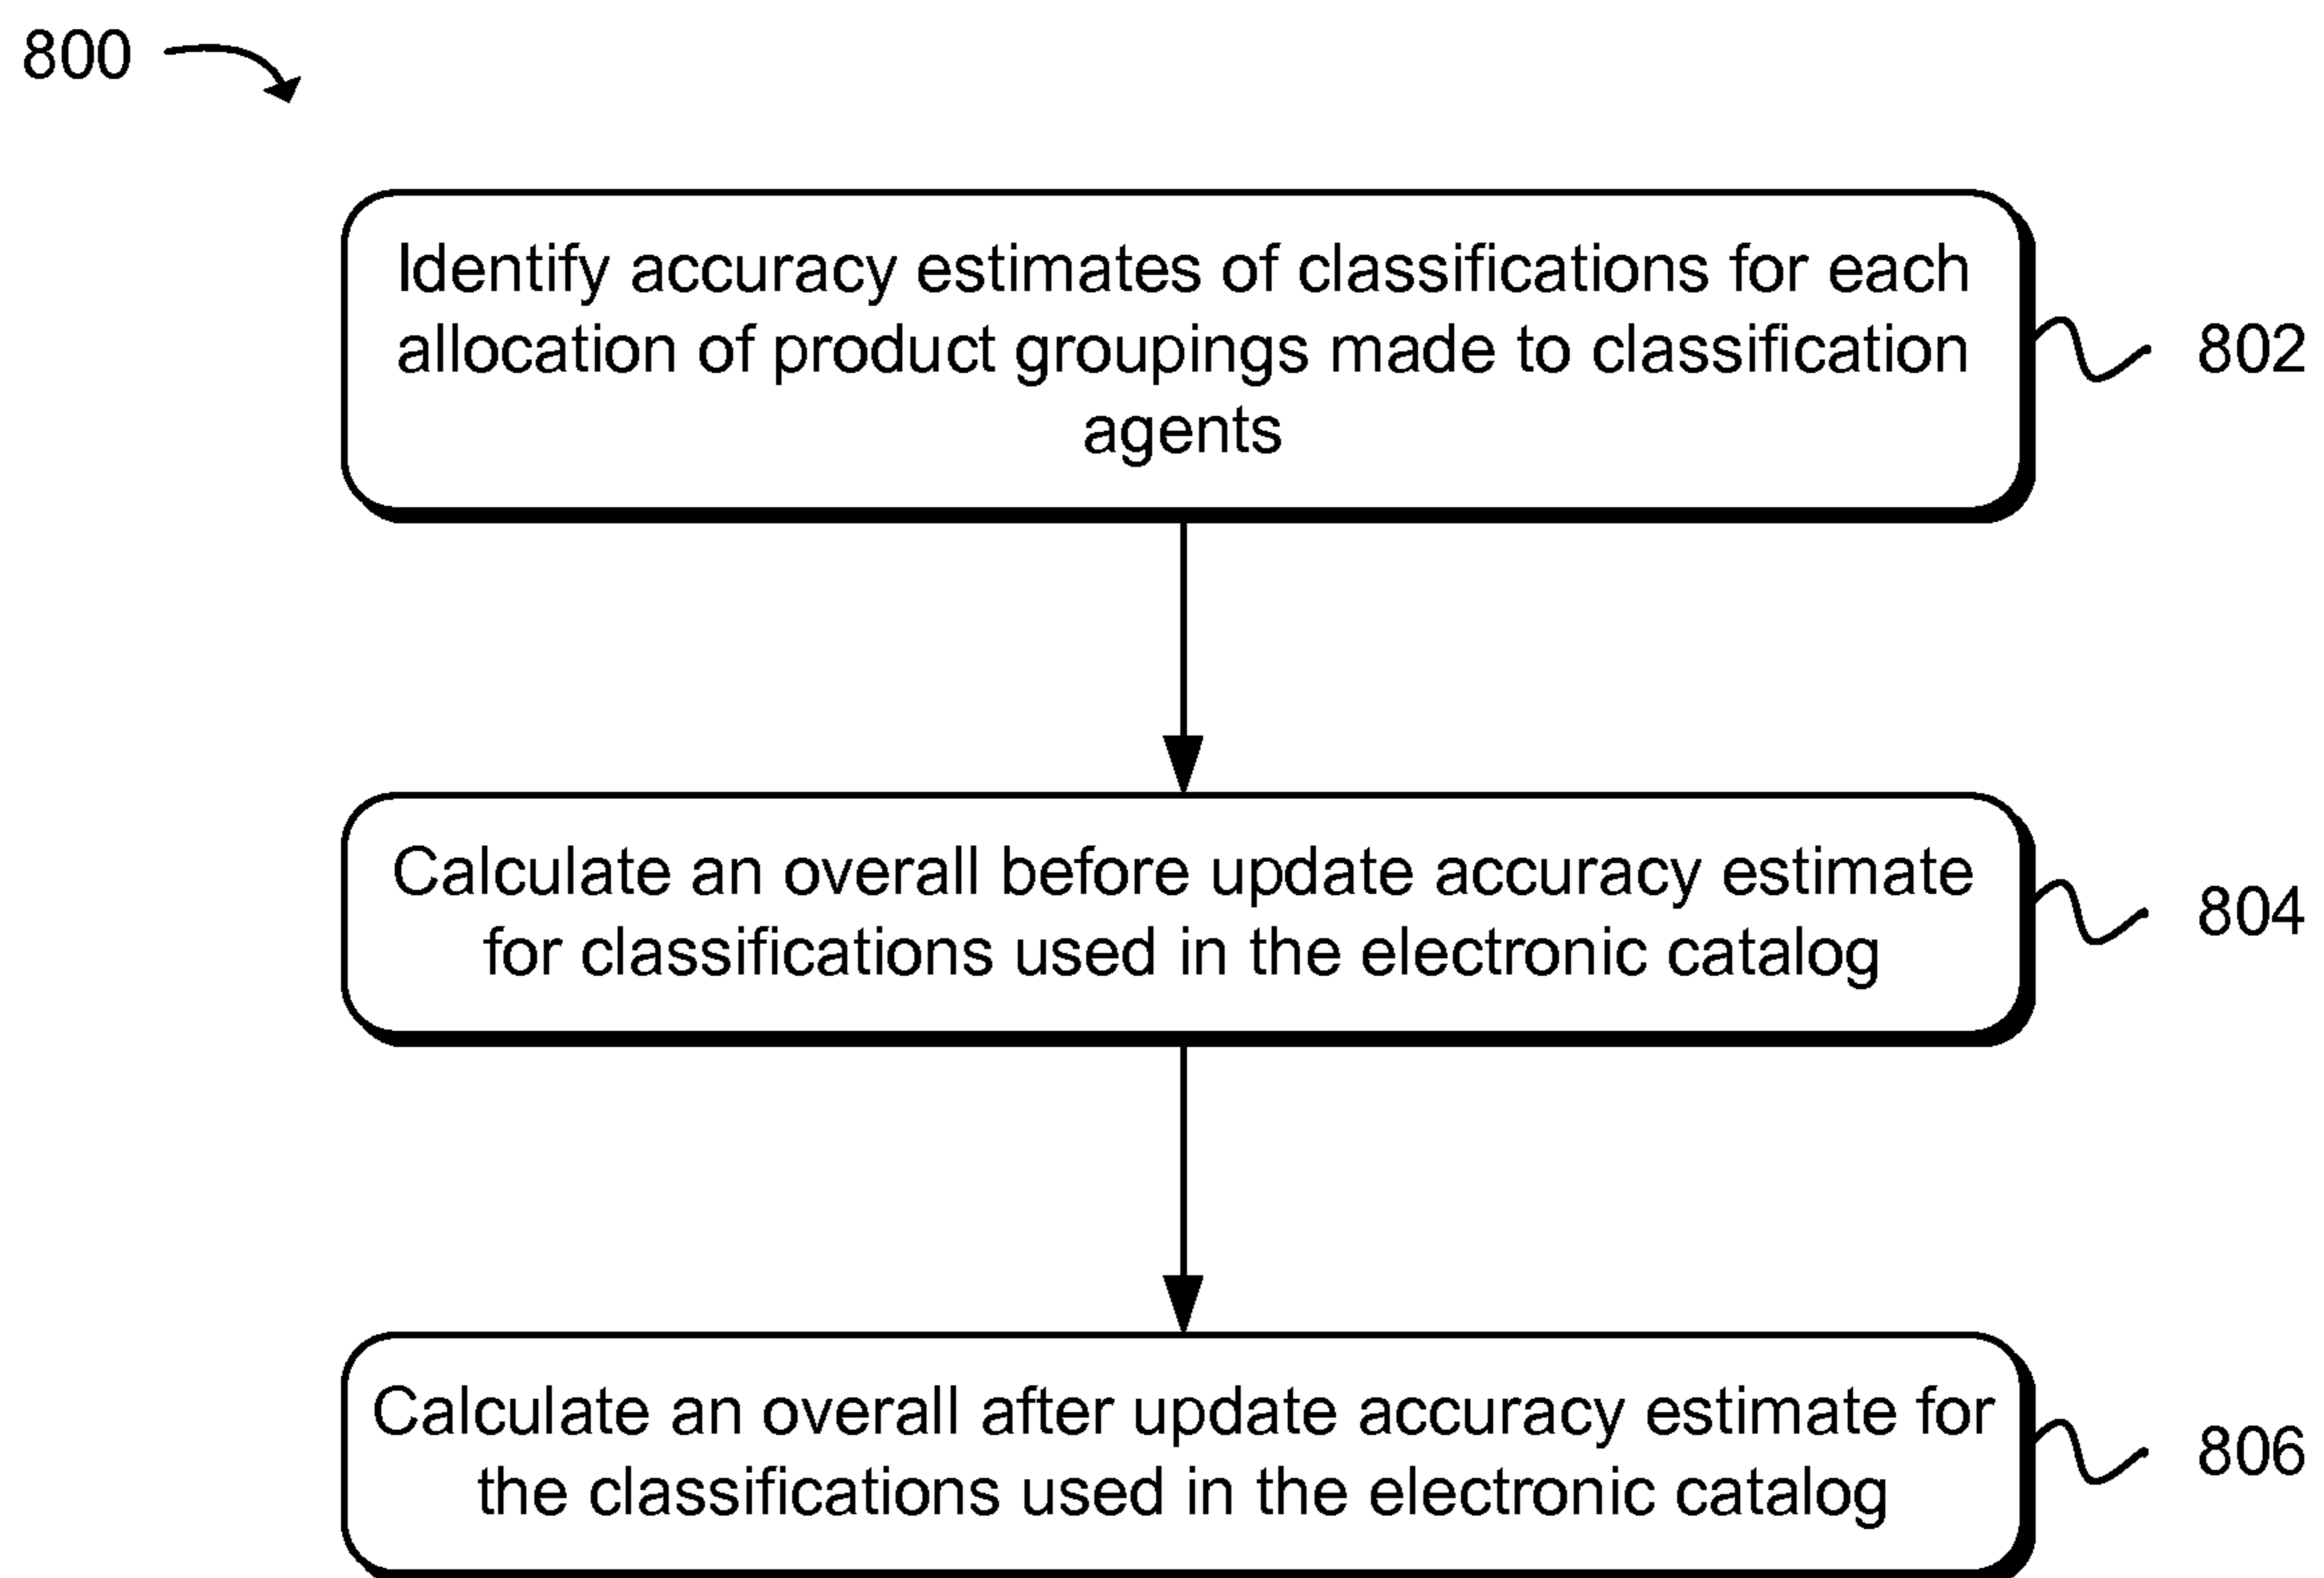 800
Identify accuracy estimates of classifications for each
allocation of product groupings made to classification
agents
802
Calculate an overall before update accuracy estimate
for classifications used in the electronic catalog
804
Calculate an overall after update accuracy estimate for
the classifications used in the electronic catalog
806